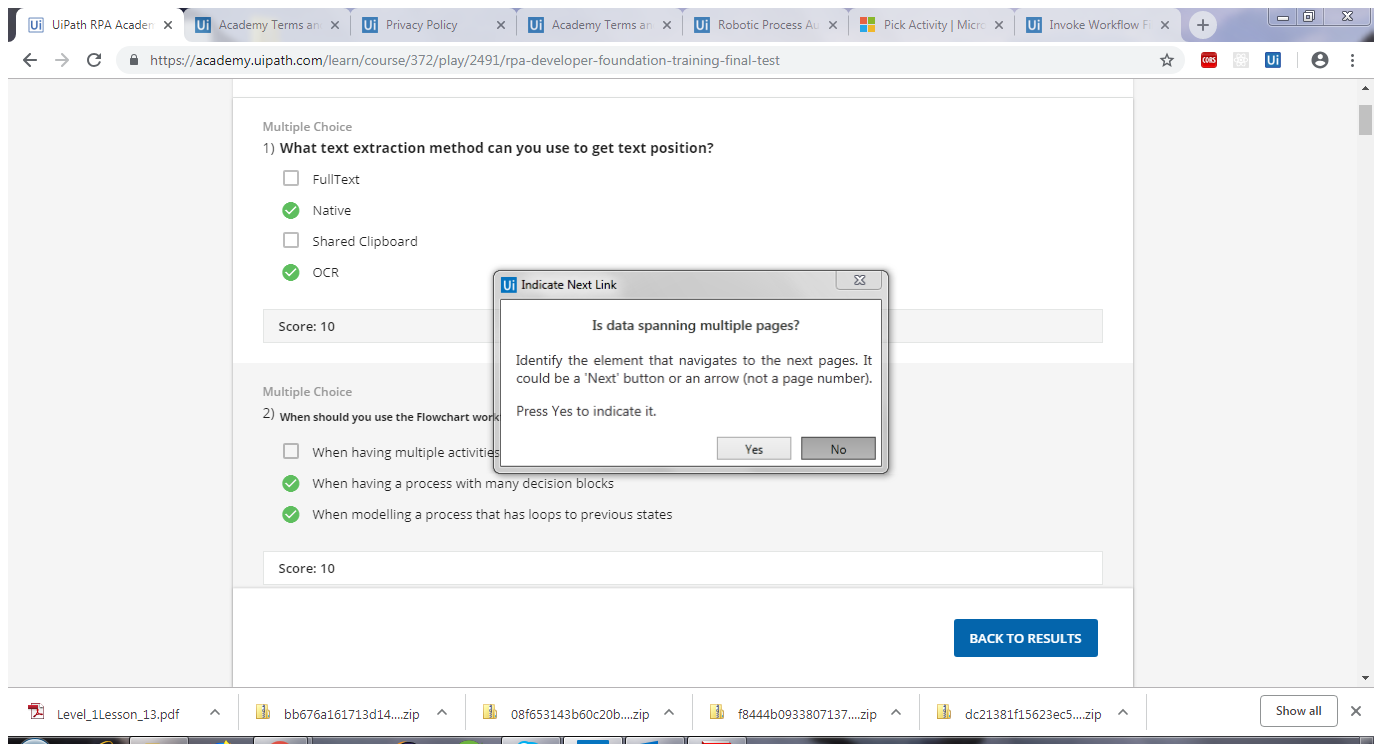 UiPath RPA Academ
Academy Terms an
Privacy Policy
Academy Terms an
Robotic Process Au
Pick Activity | Micro
Invoke Workflow F
https://academy.uipath.com/learn/course/372/play/2491/rpa-developer-foundation-training-final-test
CORS
Ui
Multiple Choice
1) What text extraction method can you use to get text position?
FullText
Native
Shared Clipboard
OCR
Score: 10
Ui Indicate Next Link
Is data spanning multiple pages?
Identify the element that navigates to the next pages. It
could be a 'Next' button or an arrow (not a page number).
Press Yes to indicate it.
Yes
No
Multiple Choice
2) When should you use the Flowchart work
When having multiple activities
When having a process with many decision blocks
When modelling a process that has loops to previous states
Score: 10
BACK TO RESULTS
Level_1Lesson_13.pdf
bb676a161713d14....zip
08f653143b60c20b....zip
f8444b0933807137....zip
dc21381f15623ec5....zip
Show all